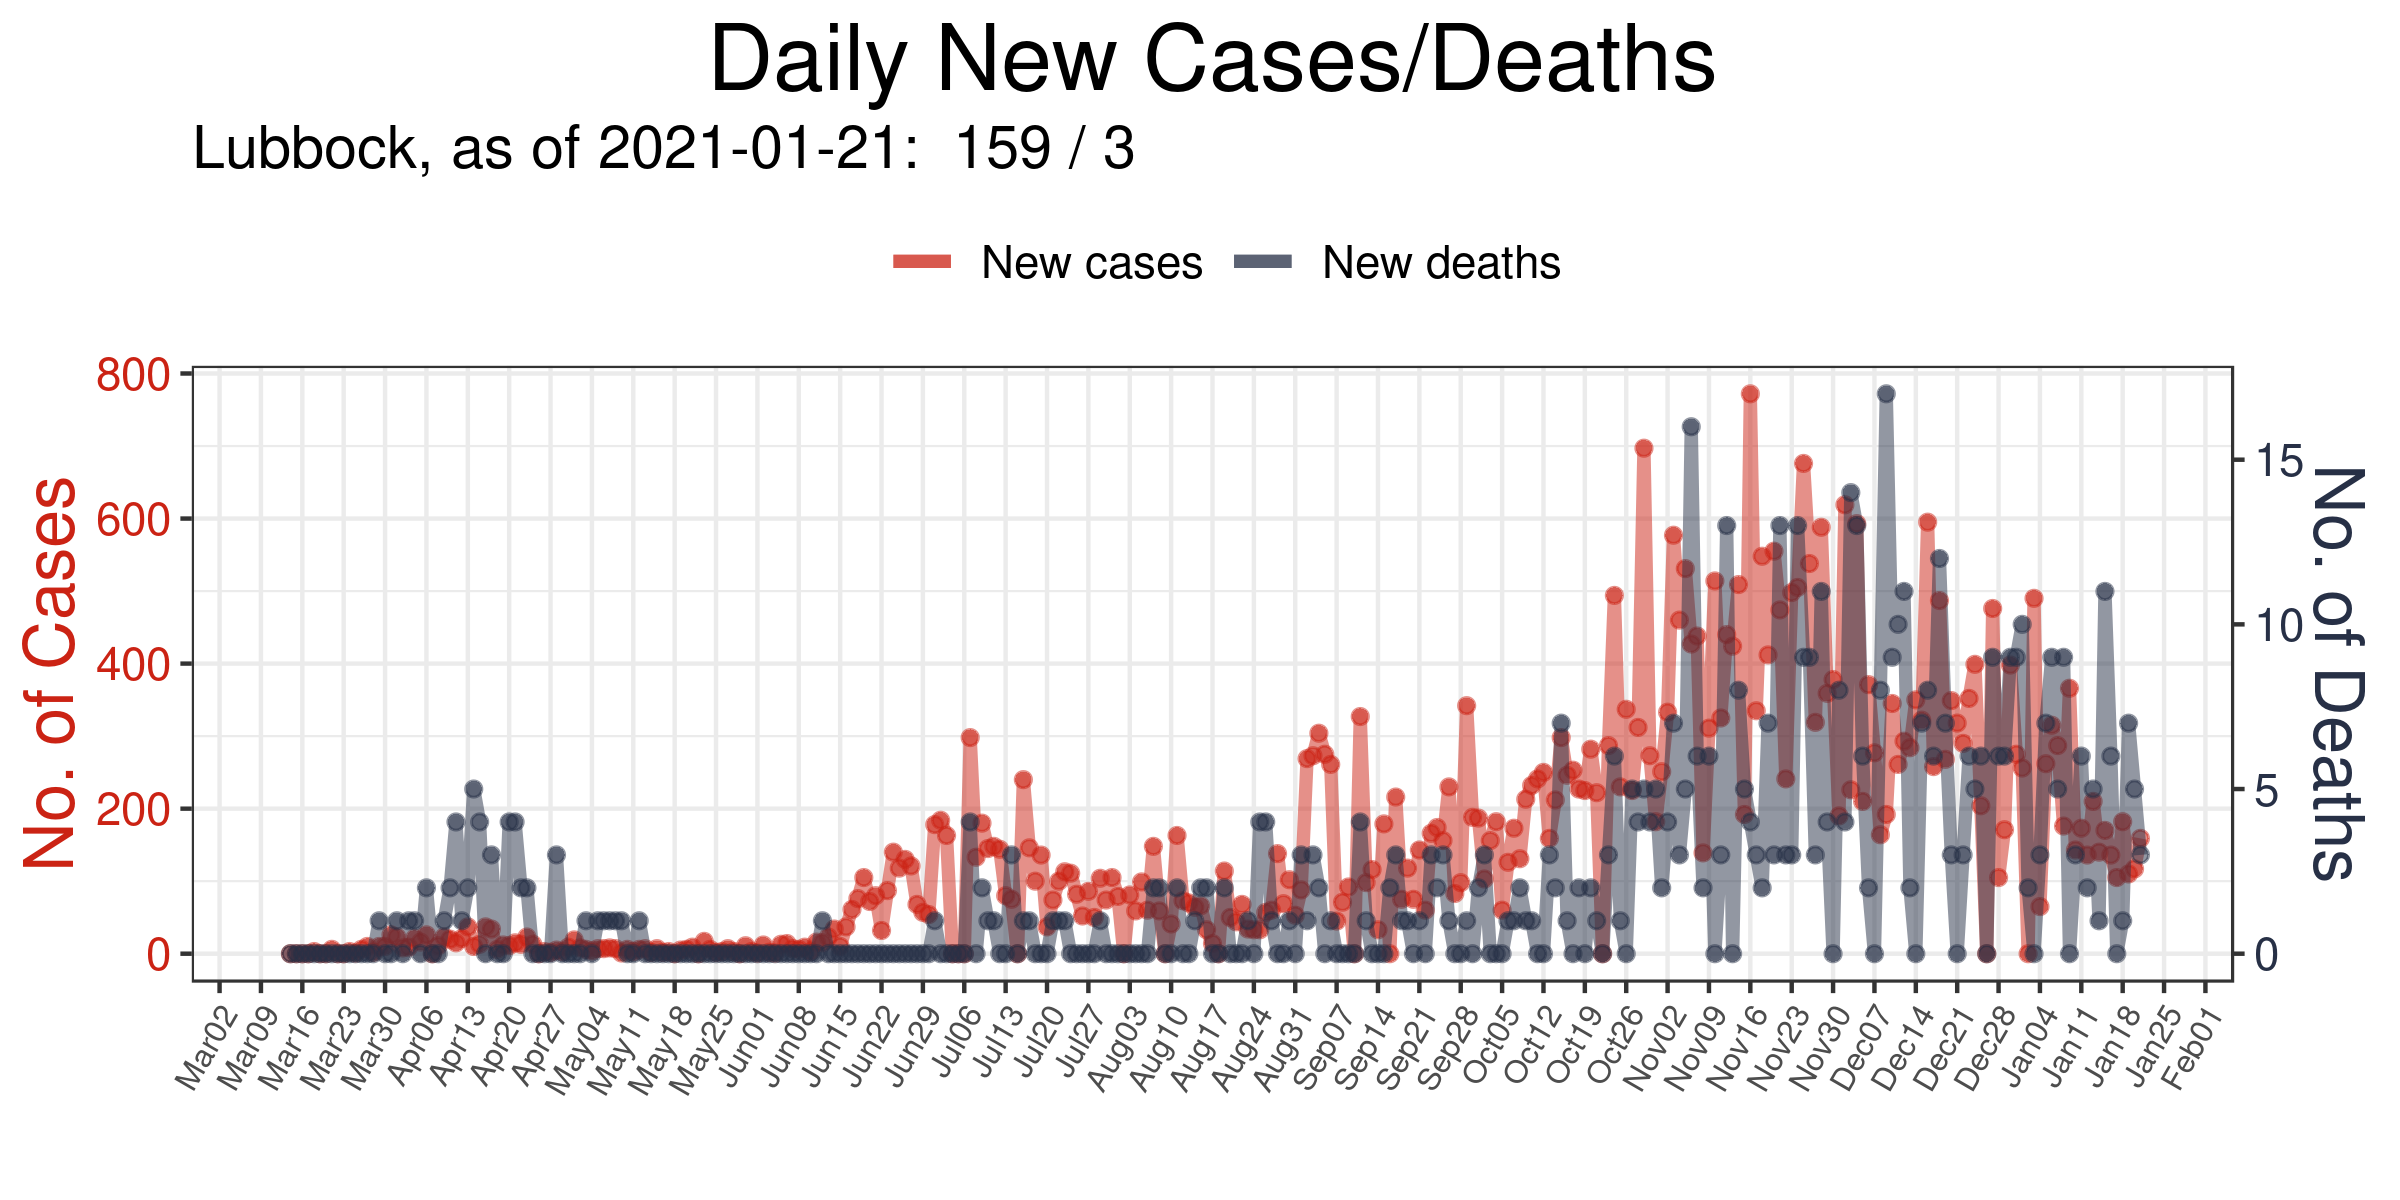 Daily New Cases/Deaths
Lubbock, as of 2021-01-21:  159 / 3
New cases New deaths
No. of Cases
800
600
400
200
0
15
10
5
0
No. of Deaths
Mar02 Mar09 Mar16 Mar23 Mar30 Apr06 Apr13 Apr20 Apr27 May04 May11 May18 May25 Jun01 Jun08 Jun15 Jun22 Jun29 Jul06 Jul13 Jul20 Jul27 Aug03 Aug10 Aug17 Aug24 Aug31 Sep07 Sep14 Sep21 Sep28 Oct05 Oct12 Oct19 Oct26 Nov02 Nov09 Nov16 Nov23 Nov30 Dec07 Dec14 Dec21 Dec28 Jan04 Jan11 Jan18 Jan25 Feb01